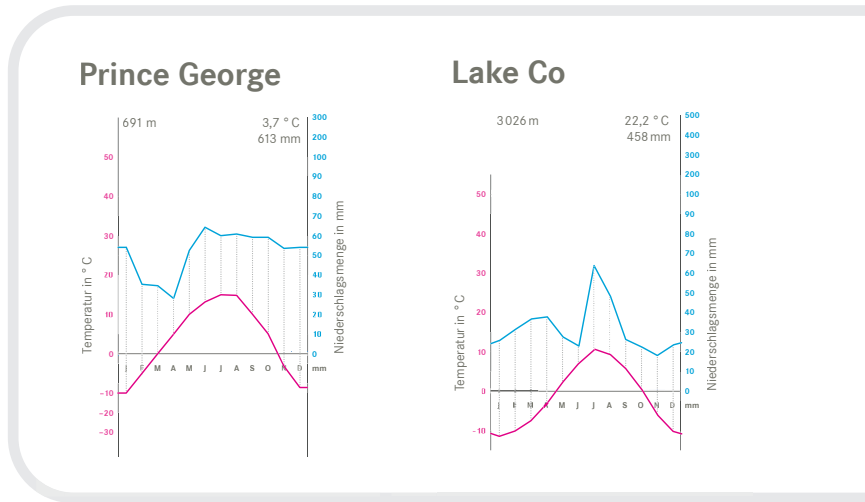 Prince George
691 m
3,7 °C
613 mm
Temperatur in °C
50
40
30
20
10
0
–10
–20
–30
300
200
100
90
80
70
60
50
40
30
20
10
0
mm
J F M A M J J A S O N D
Niederschlagsmenge in mm
Lake Co
3026 m
22,2 °C
458 mm
Temperatur in °C
50
40
30
20
10
0
–10
500
400
300
200
100
90
80
70
60
50
40
30
20
10
0
mm
J F M A M J J A S O N D
Niederschlagsmenge in mm